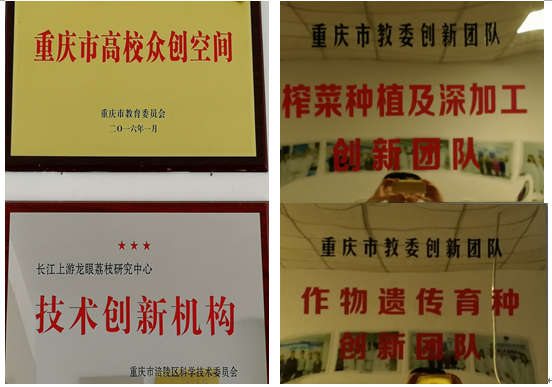 重庆市高校众创空间
重庆市教育委员会
二〇一六年一月
长江上游龙眼荔枝研究中心
技术创新机构
重庆市涪陵区科学技术委员会
重庆市教委创新团队
榨菜种植及深加工
创新团队
重庆市教委创新团队
作物遗传育种
创新团队